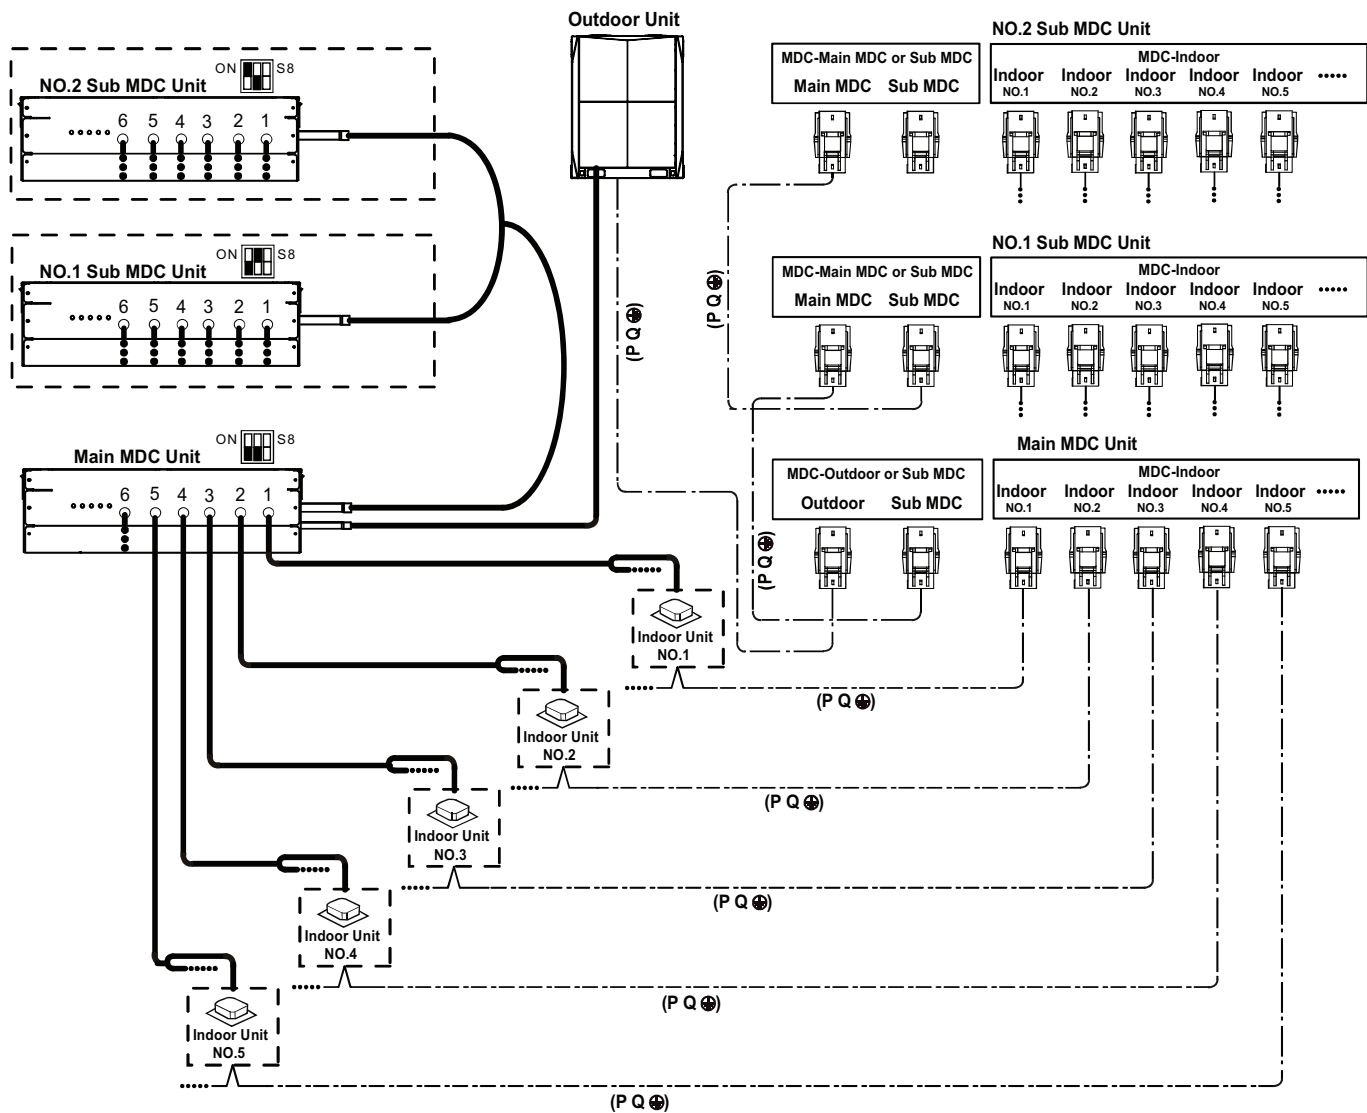 Outdoor Unit
ON S8
NO.2 Sub MDC Unit
6 5 4 3 2 1
ON S8
NO.1 Sub MDC Unit
6 5 4 3 2 1
ON S8
Main MDC Unit
6 5 4 3 2 1
(P Q ⏚)
NO.2 Sub MDC Unit
MDC-Main MDC or Sub MDC
Main MDC Sub MDC
MDC-Indoor
Indoor Indoor Indoor Indoor Indoor
NO.1 NO.2 NO.3 NO.4 NO.5
(P Q ⏚)
NO.1 Sub MDC Unit
MDC-Main MDC or Sub MDC
Main MDC Sub MDC
MDC-Indoor
Indoor Indoor Indoor Indoor Indoor
NO.1 NO.2 NO.3 NO.4 NO.5
(P Q ⏚)
Main MDC Unit
MDC-Outdoor or Sub MDC
Outdoor Sub MDC
MDC-Indoor
Indoor Indoor Indoor Indoor Indoor
NO.1 NO.2 NO.3 NO.4 NO.5
Indoor Unit
NO.1
(P Q ⏚)
Indoor Unit
NO.2
(P Q ⏚)
Indoor Unit
NO.3
(P Q ⏚)
Indoor Unit
NO.4
(P Q ⏚)
Indoor Unit
NO.5
(P Q ⏚)